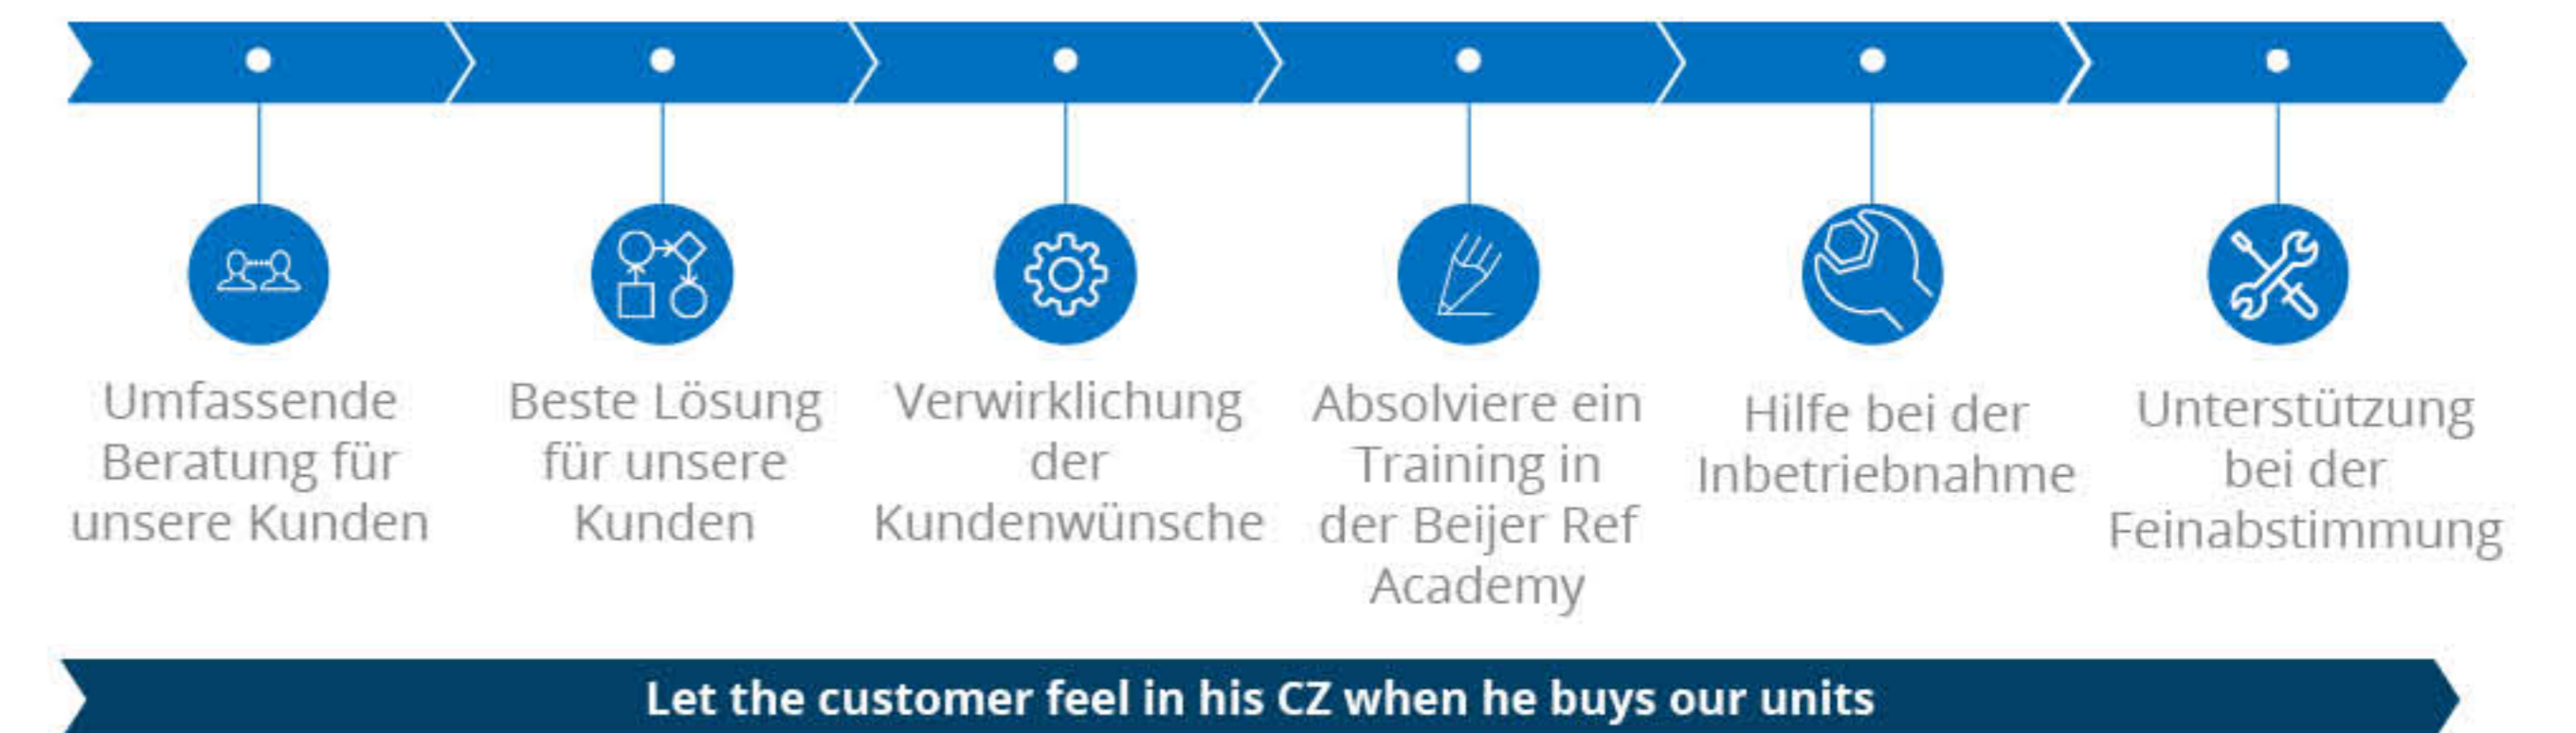 Umfassende
Beratung für
unsere Kunden
Beste Lösung
für unsere
Kunden
Verwirklichung
der
Kundenwünsche
Absolviere ein
Training in
der Beijer Ref
Academy
Hilfe bei der
Inbetriebnahme
Unterstützung
bei der
Feinabstimmung
Let the customer feel in his CZ when he buys our units